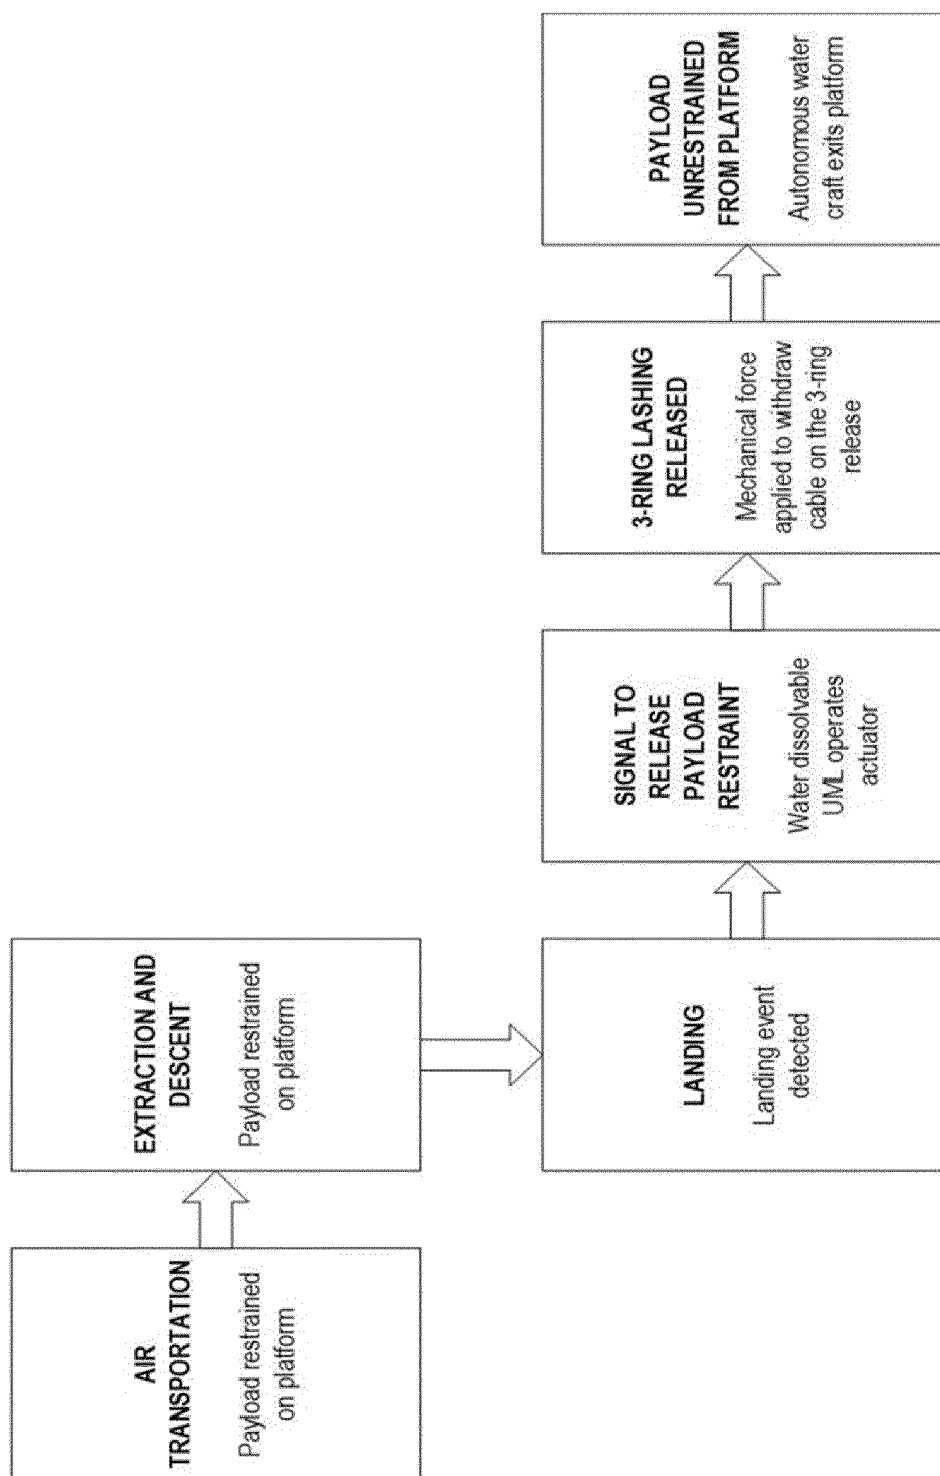 AIR
TRANSPORTATION
Payload restrained
on platform
EXTRACTION AND
DESCENT
Payload restrained
on platform
LANDING
Landing event
detected
SIGNAL TO
RELEASE
PAYLOAD
RESTRAINT
Water dissolvable
UML operates
actuator
3-RING LASHING
RELEASED
Mechanical force
applied to withdraw
cable on the 3-ring
release
PAYLOAD
UNRESTRAINED
FROM PLATFORM
Autonomous water
craft exits platform